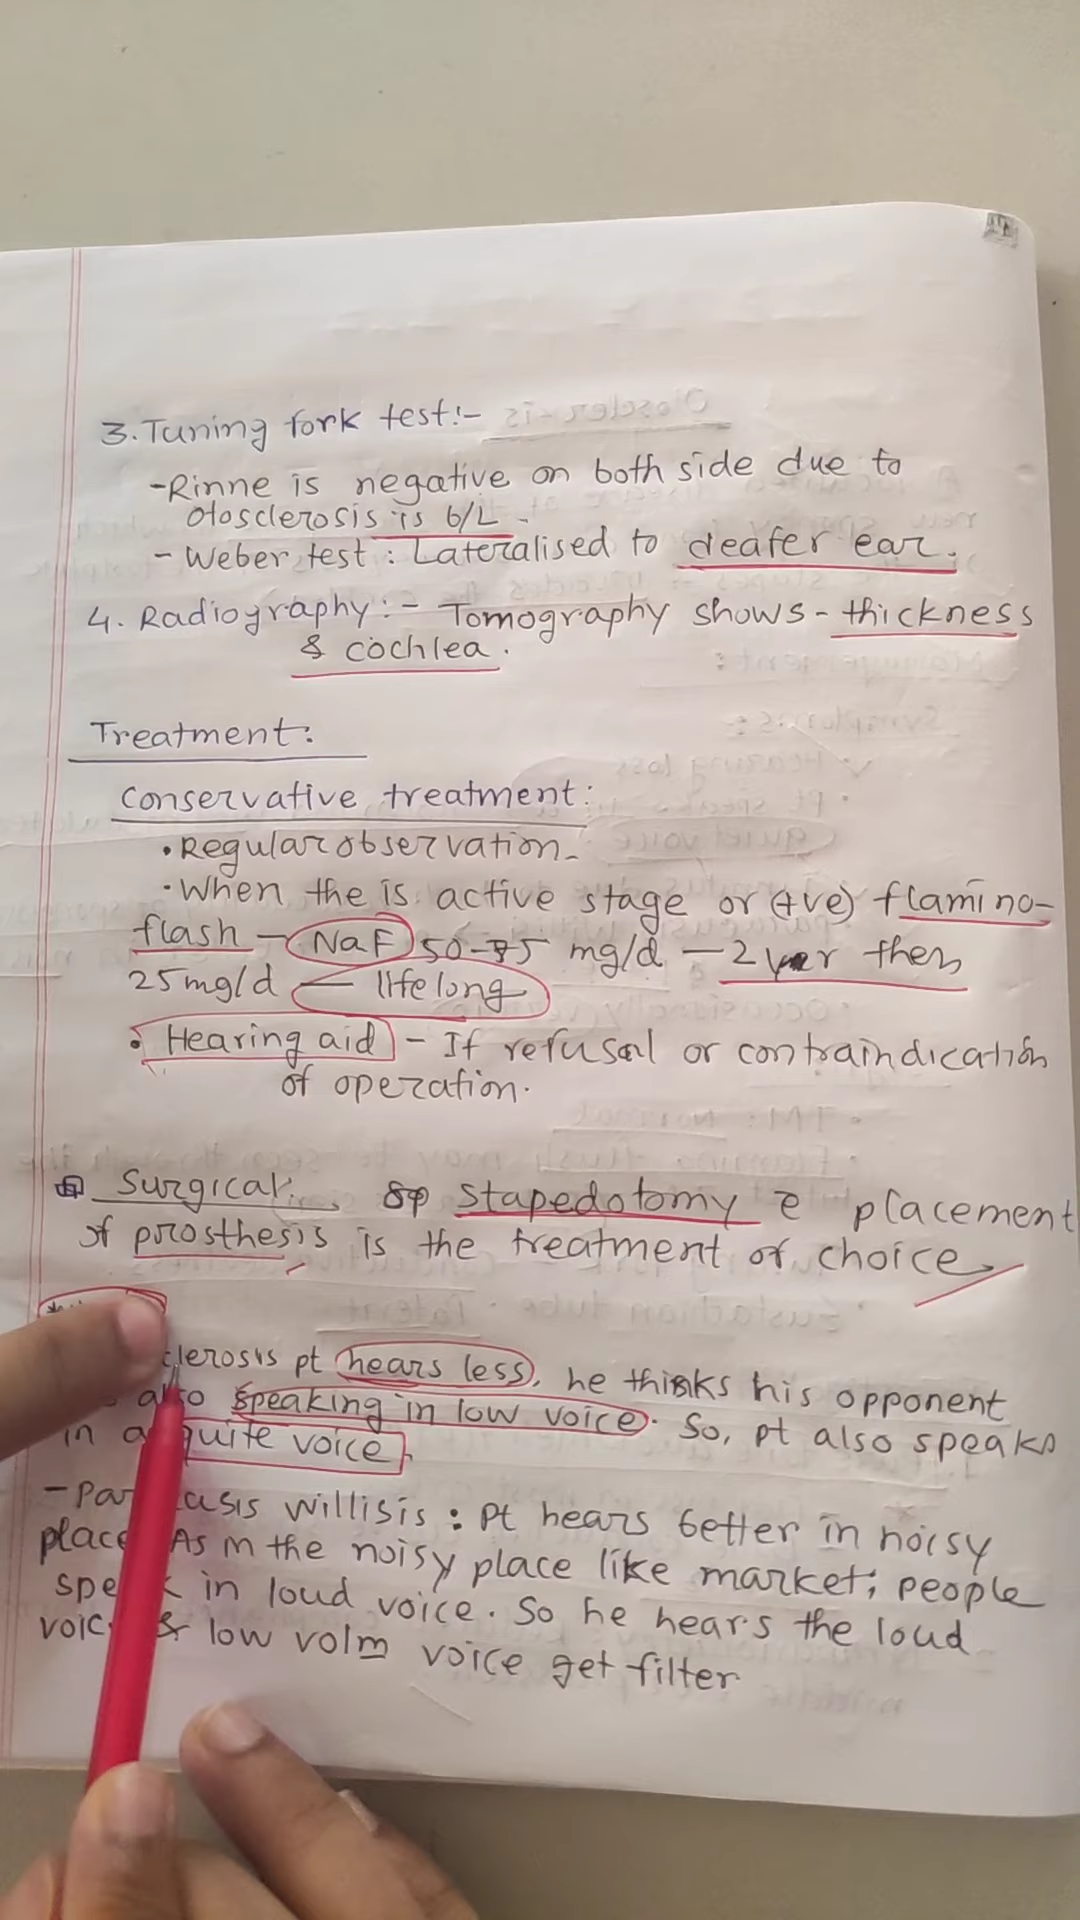 3. Tuning fork test:-
-Rinne is negative on both side due to
otosclerosis is b/L.
- Weber test : Lateralised to deafer ear.
4. Radiography:- Tomography shows - thickness
& cochlea.
Treatment:
Conservative treatment:
• Regular observation.
• When the is active stage or (+ve) flamino-
flash - NaF 50-75 mg/d - 2 then
25mg/d - lifelong
• Hearing aid - If refusal or contraindication
of operation.
Surgical stapedotomy c placement
of prosthesis is the treatment of choice
clerosis pt hears less, he thinks his opponent
also speaking in low voice. So, pt also speaks
in a quite voice.
- willisis : Pt hears better in noisy
place As in the noisy place like market; people
in loud voice. So he hears the loud
& low volm voice get filter